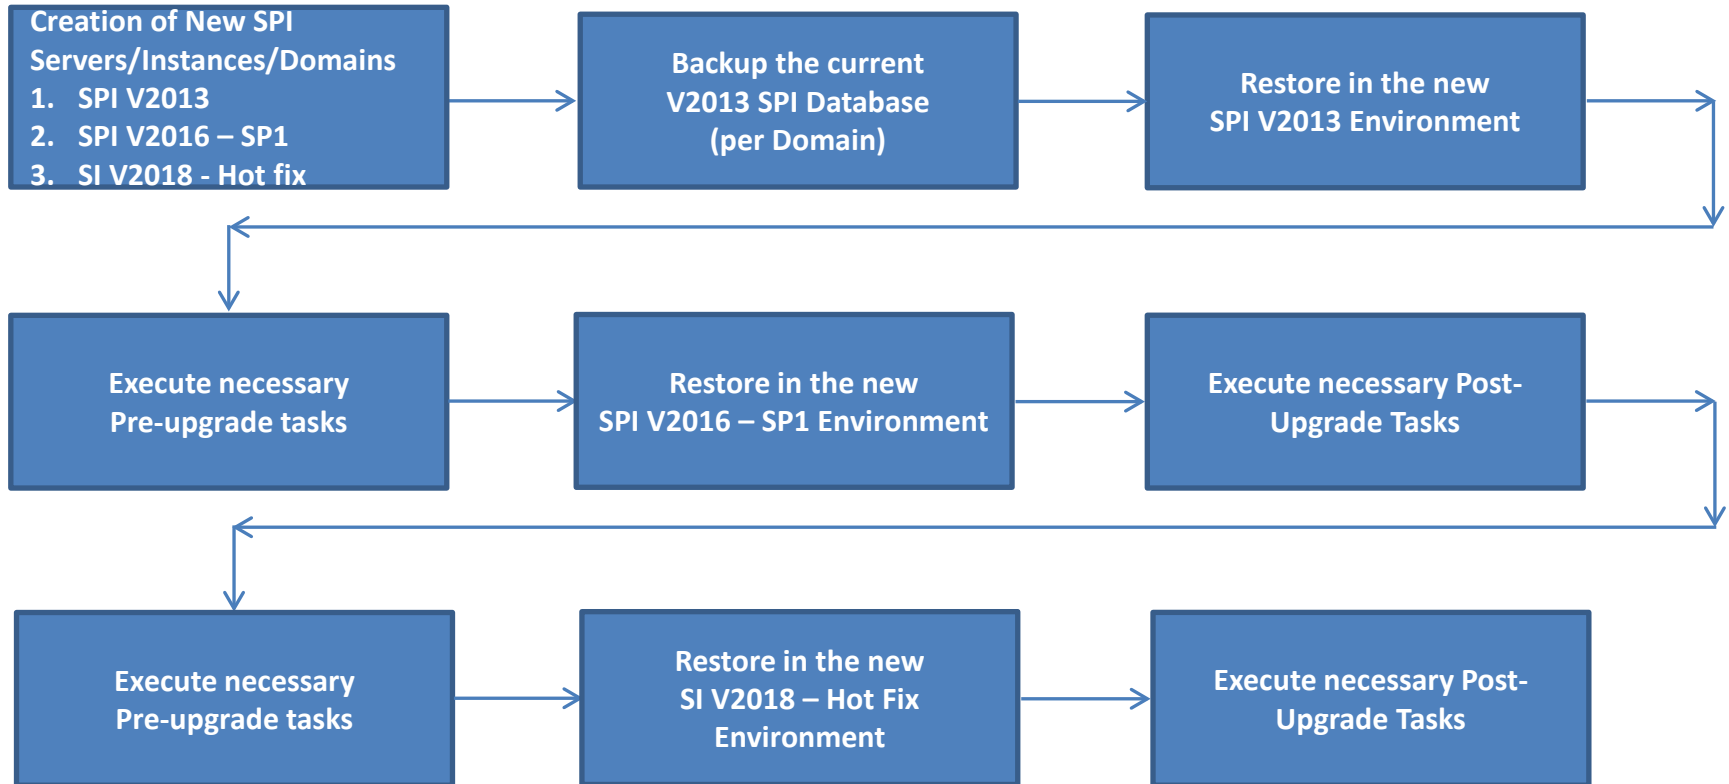 Creation of New SPI
Servers/Instances/Domains
1. SPI V2013
2. SPI V2016 – SP1
3. SI V2018 - Hot fix
Backup the current
V2013 SPI Database
(per Domain)
Restore in the new
SPI V2013 Environment
Execute necessary
Pre-upgrade tasks
Restore in the new
SPI V2016 – SP1 Environment
Execute necessary Post-
Upgrade Tasks
Execute necessary
Pre-upgrade tasks
Restore in the new
SI V2018 – Hot Fix
Environment
Execute necessary Post-
Upgrade Tasks